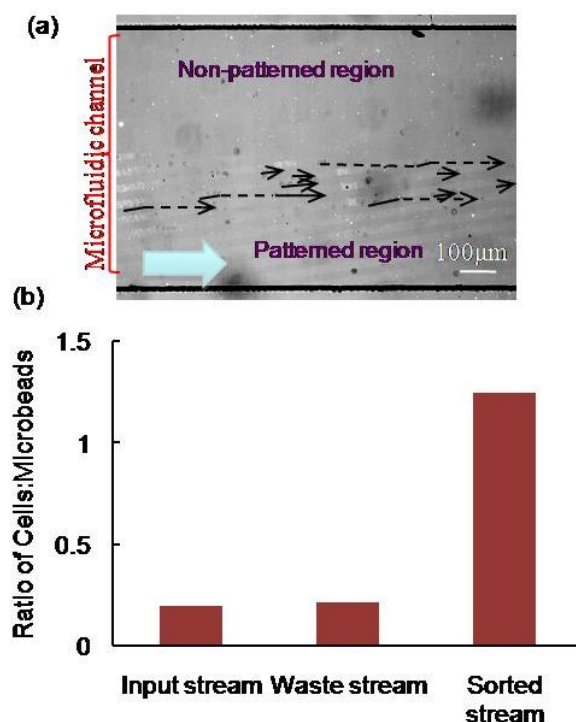 (a)
Microfluidic channel
Non-patterned region
Patterned region
100μm
(b)
Ratio of Cells:Microbeads
1.5
1
0.5
0
Input stream Waste stream Sorted
stream